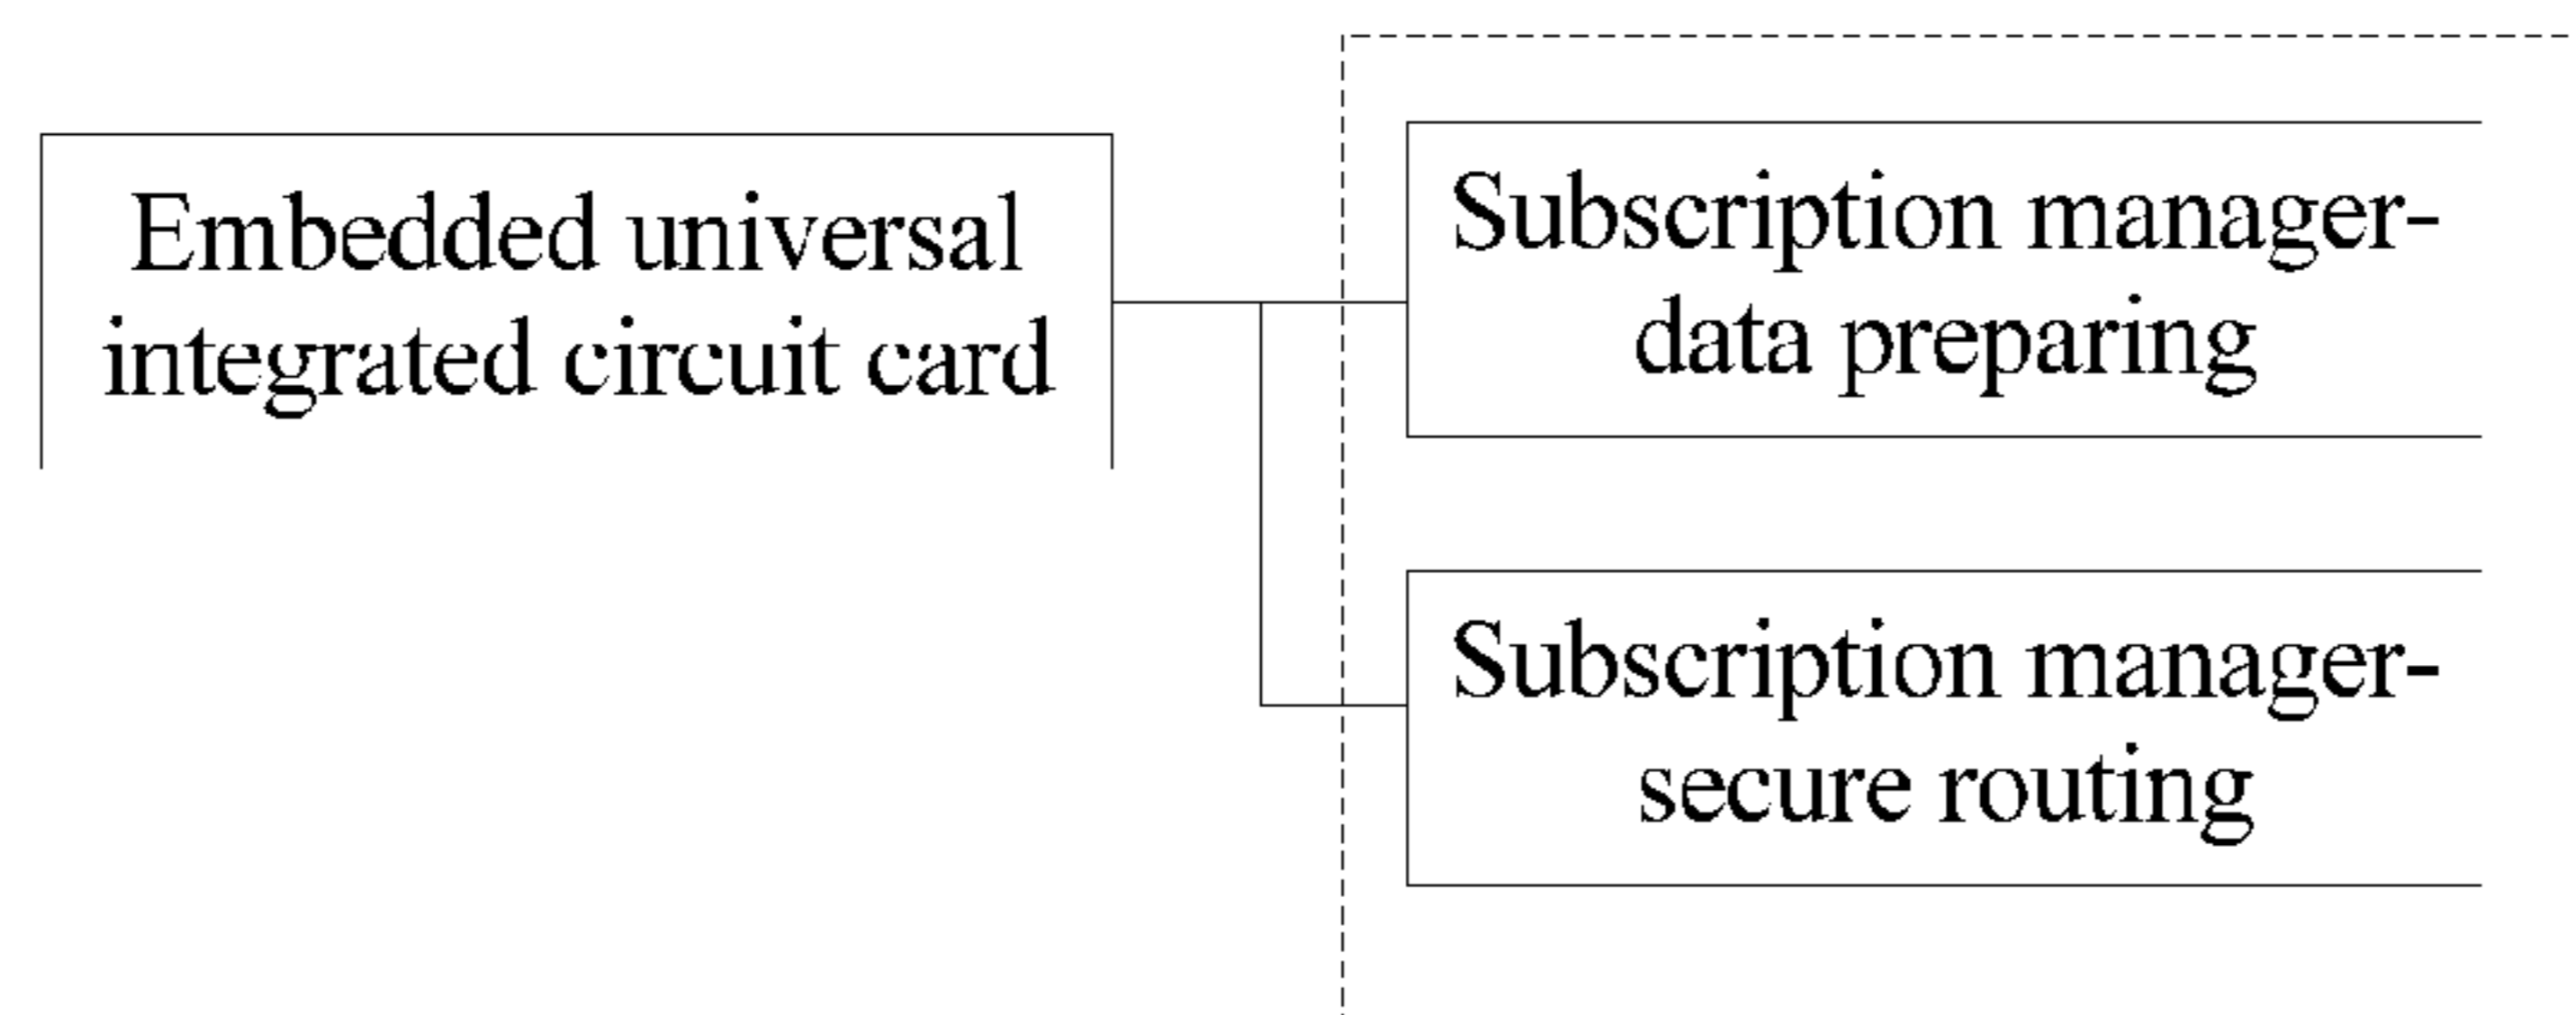 Embedded universal
integrated circuit card
Subscription manager-
data preparing
Subscription manager-
secure routing